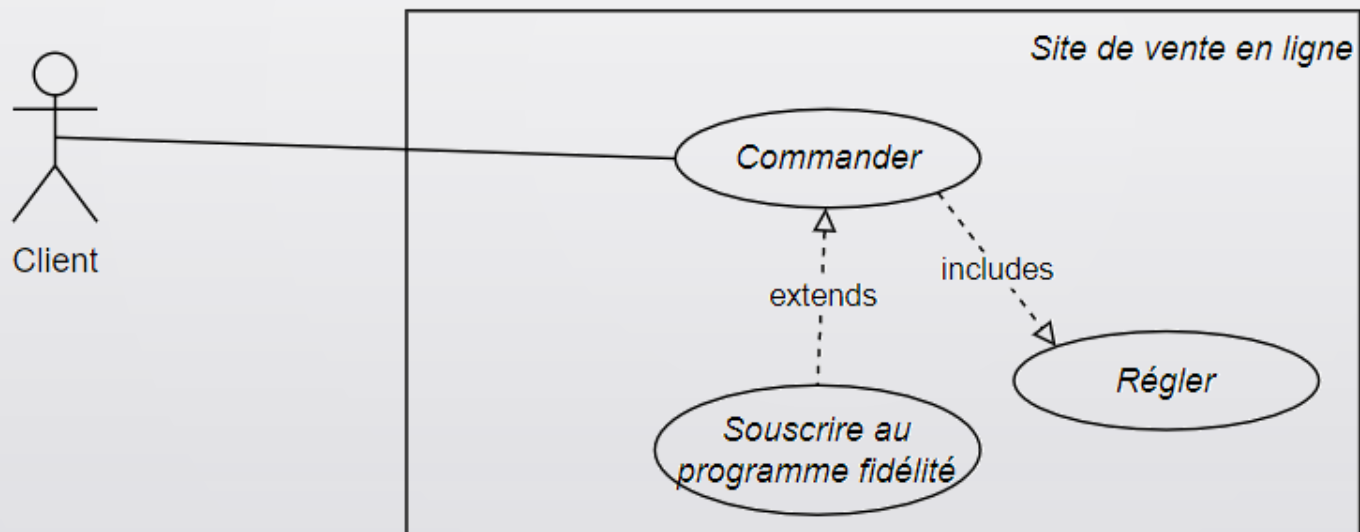 Site de vente en ligne
Commander
Client
includes
extends
Régler
Souscrire au
programme fidélité